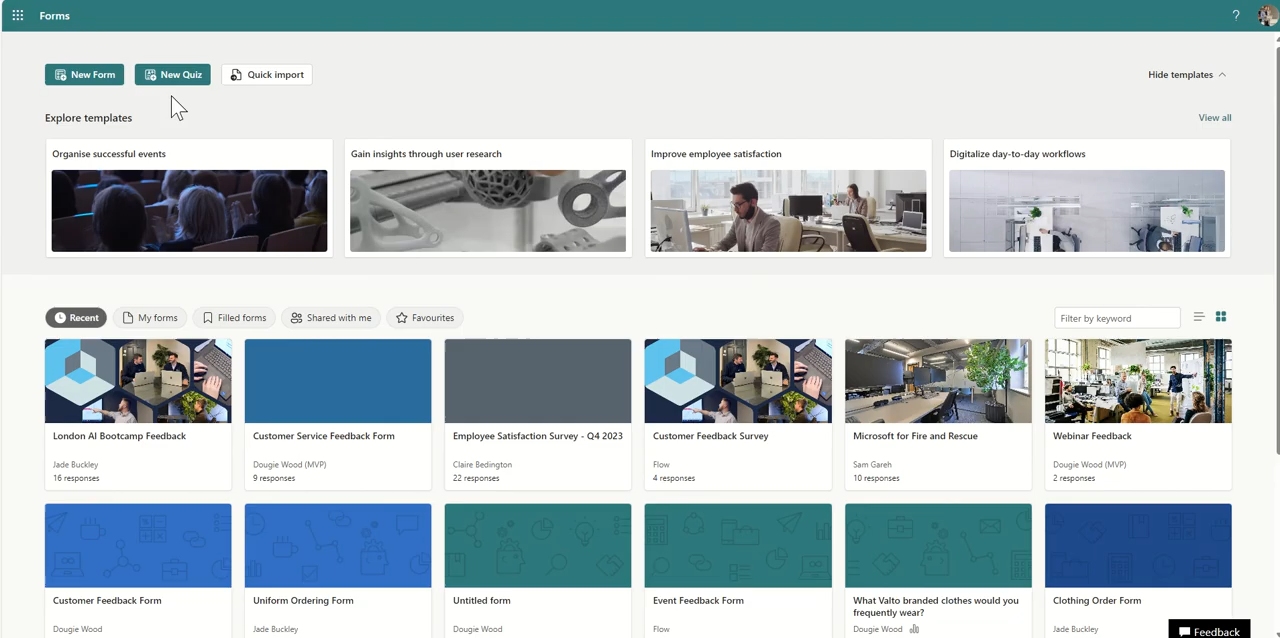 Forms
?
New Form
New Quiz
Quick import
Hide templates
Explore templates
View all
Organise successful events
Gain insights through user research
Improve employee satisfaction
Digitalize day-to-day workflows
Recent
My forms
Filled forms
Shared with me
Favourites
Filter by keyword
London AI Bootcamp Feedback
Jade Buckley
16 responses
Customer Service Feedback Form
Dougie Wood (MVP)
9 responses
Employee Satisfaction Survey - Q4 2023
Claire Bedington
22 responses
Customer Feedback Survey
Flow
4 responses
Microsoft for Fire and Rescue
Sam Gareh
10 responses
Webinar Feedback
Dougie Wood (MVP)
2 responses
Customer Feedback Form
Dougie Wood
Uniform Ordering Form
Jade Buckley
Untitled form
Dougie Wood
Event Feedback Form
Flow
What Valto branded clothes would you
frequently wear?
Dougie Wood
Clothing Order Form
Jade Buckley
Feedback